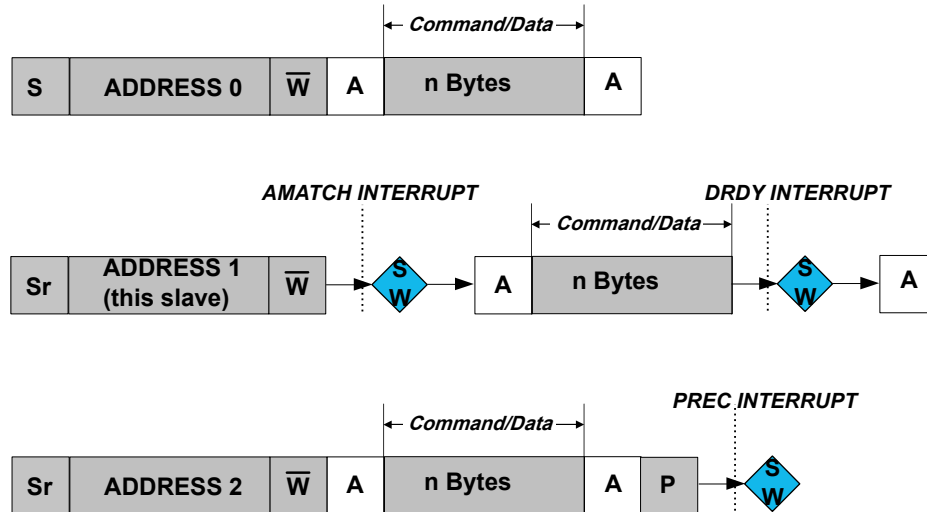 Command/Data
S ADDRESS 0 W A n Bytes A
AMATCH INTERRUPT DRDY INTERRUPT
Command/Data
Sr ADDRESS 1 (this slave) W S W A n Bytes S W A
PREC INTERRUPT
Command/Data
Sr ADDRESS 2 W A n Bytes A P S W